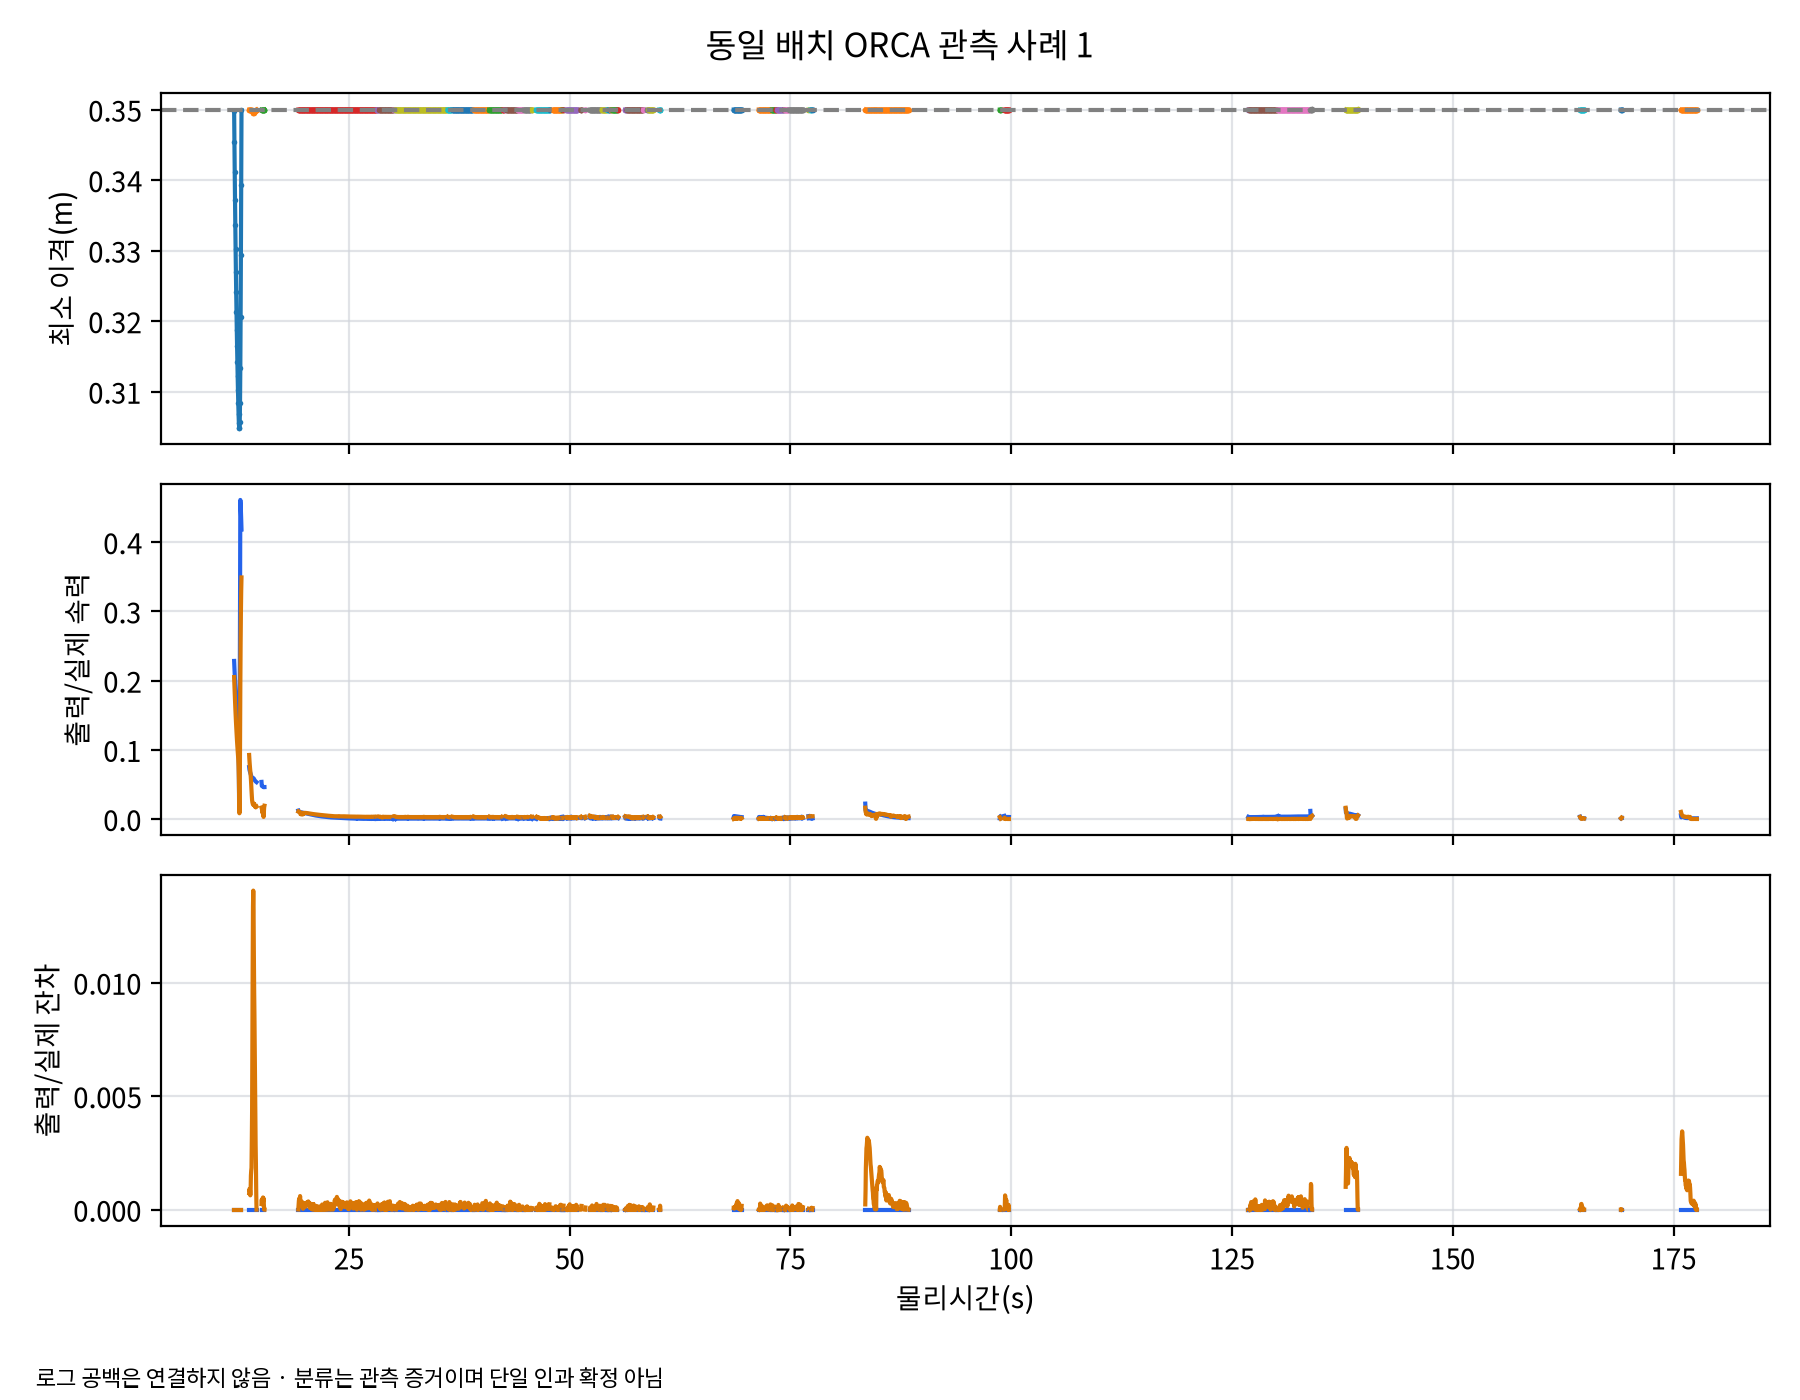 동일 배치 ORCA 관측 사례 1
최소 이격(m)
0.35
0.34
0.33
0.32
0.31
출력/실제 속력
0.4
0.3
0.2
0.1
0.0
출력/실제 잔차
0.010
0.005
0.000
25 50 75 100 125 150 175
물리시간(s)
로그 공백은 연결하지 않음 · 분류는 관측 증거이며 단일 인과 확정 아님